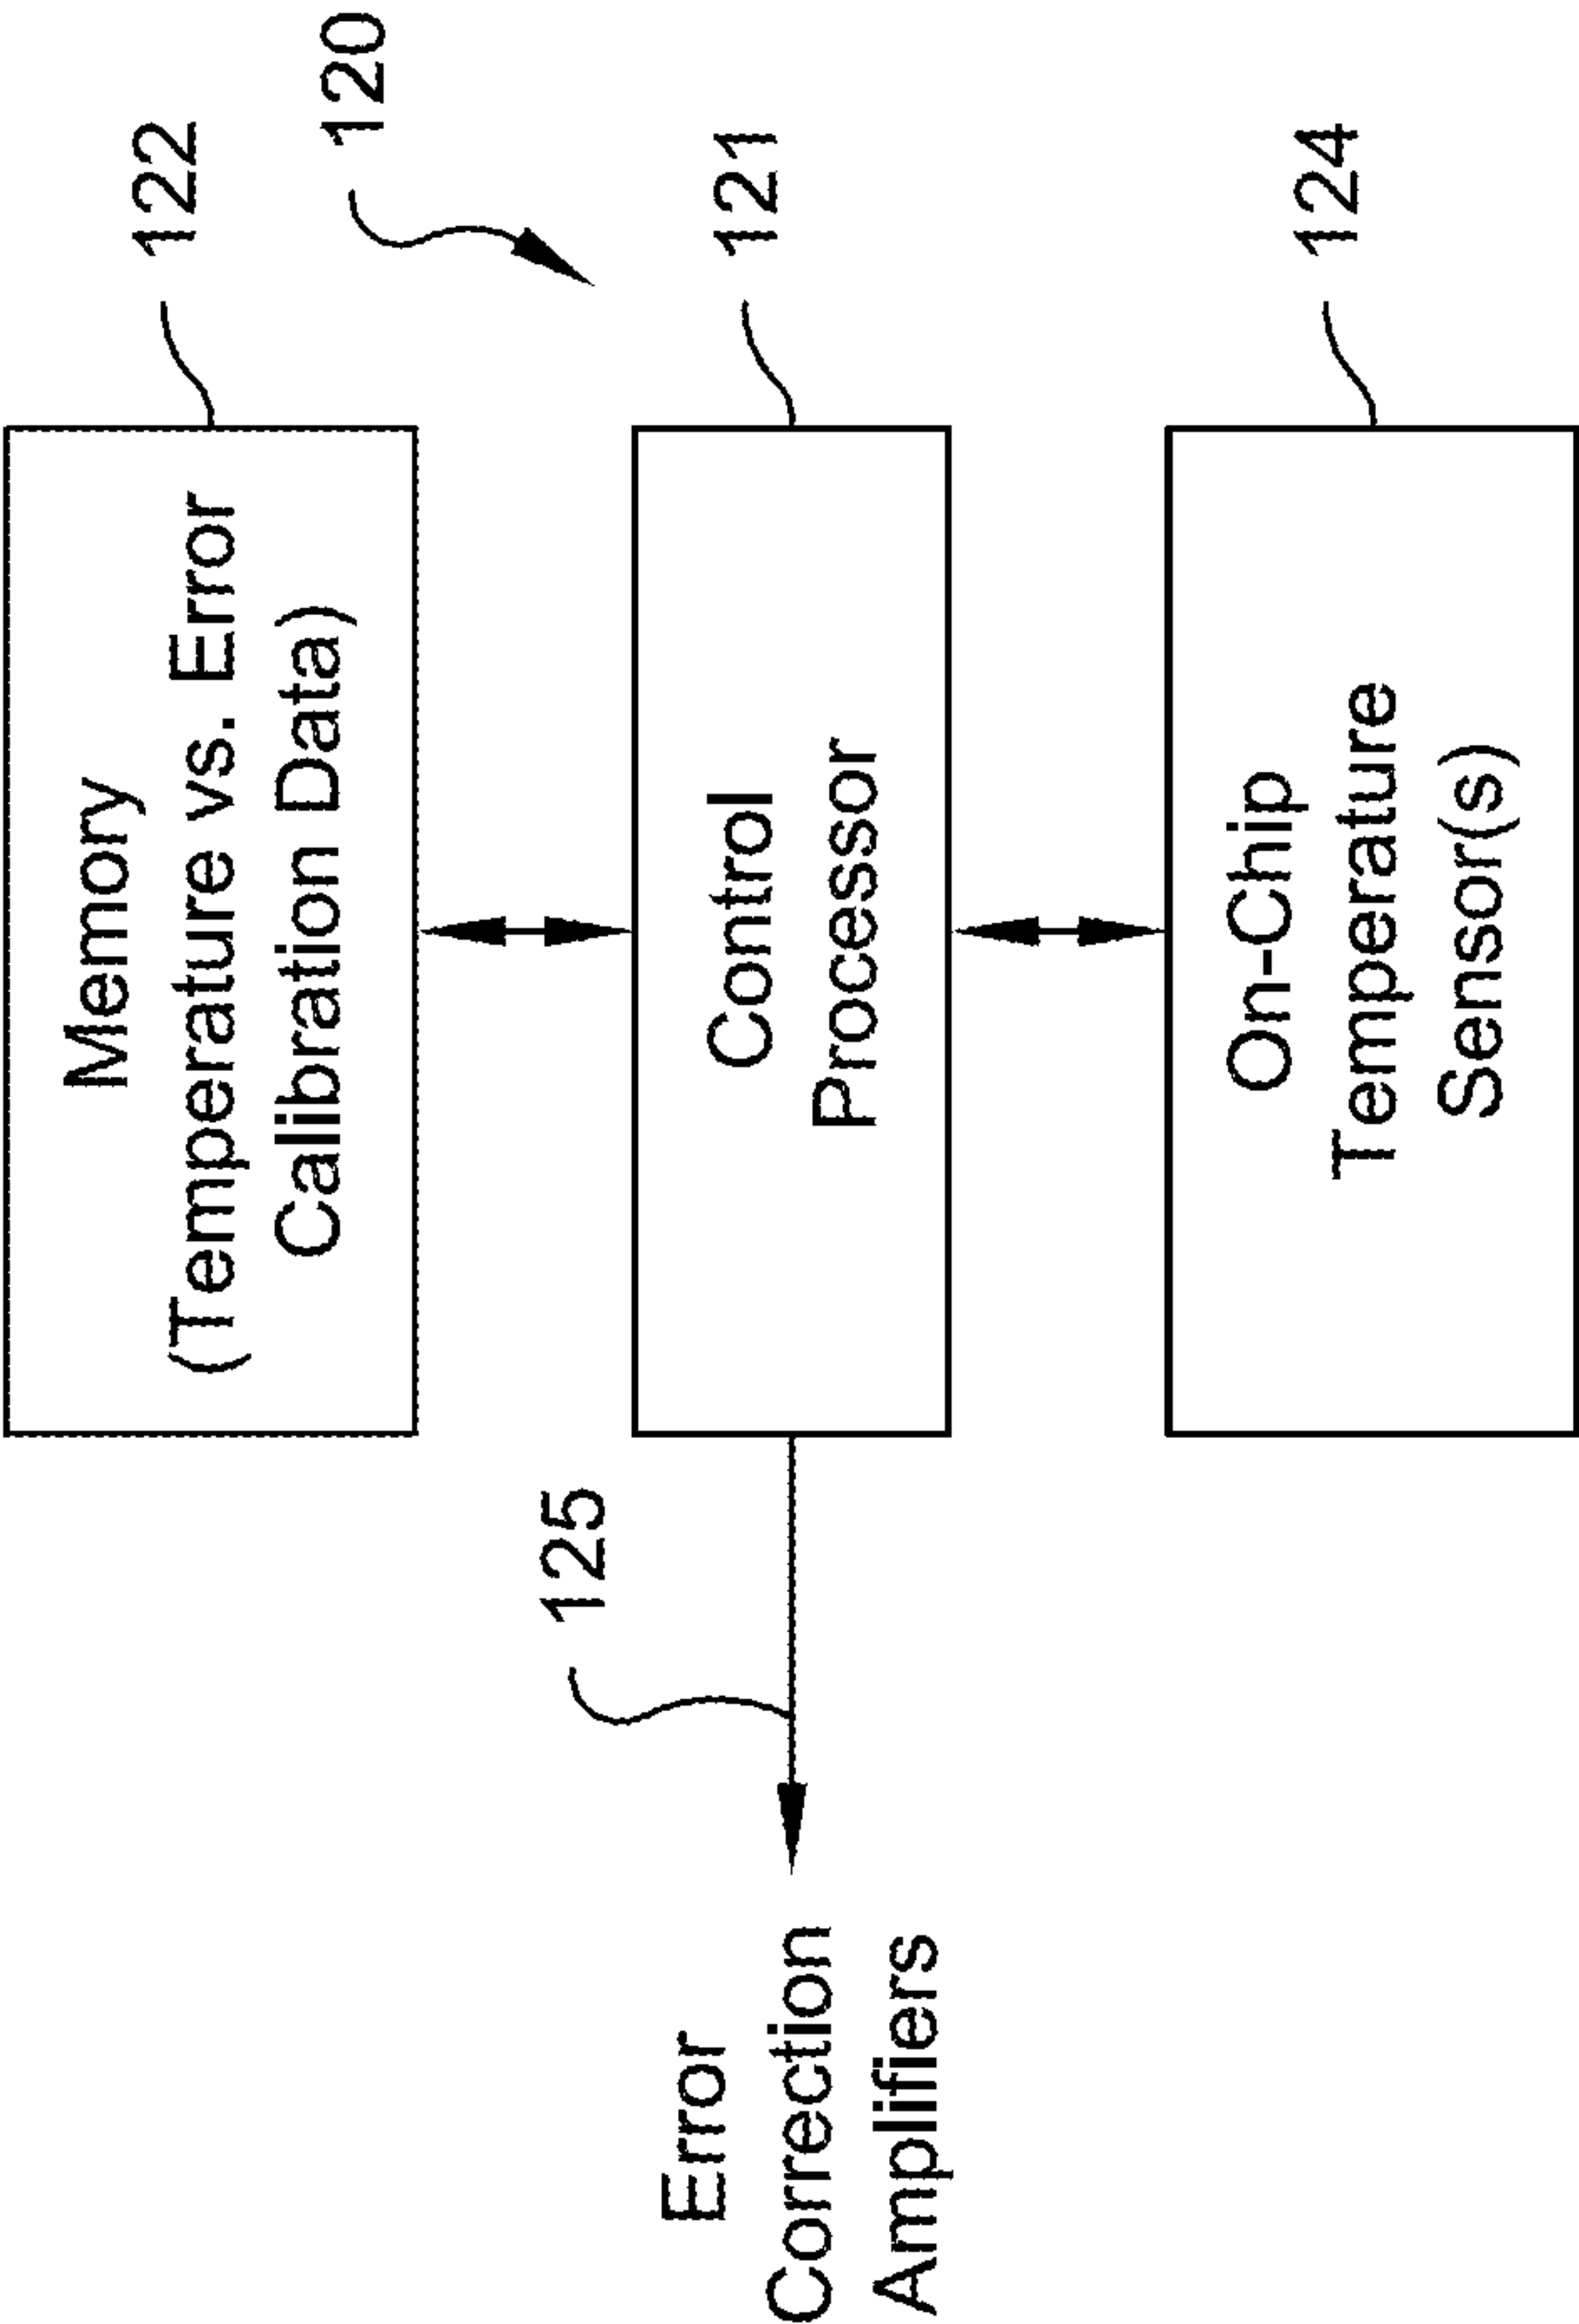 120
122
Memory
(Temperature vs. Error
Calibration Data)
125
121
Control
Processor
Error
Correction
Amplifiers
124
On-Chip
Temperature
Sensor(s)